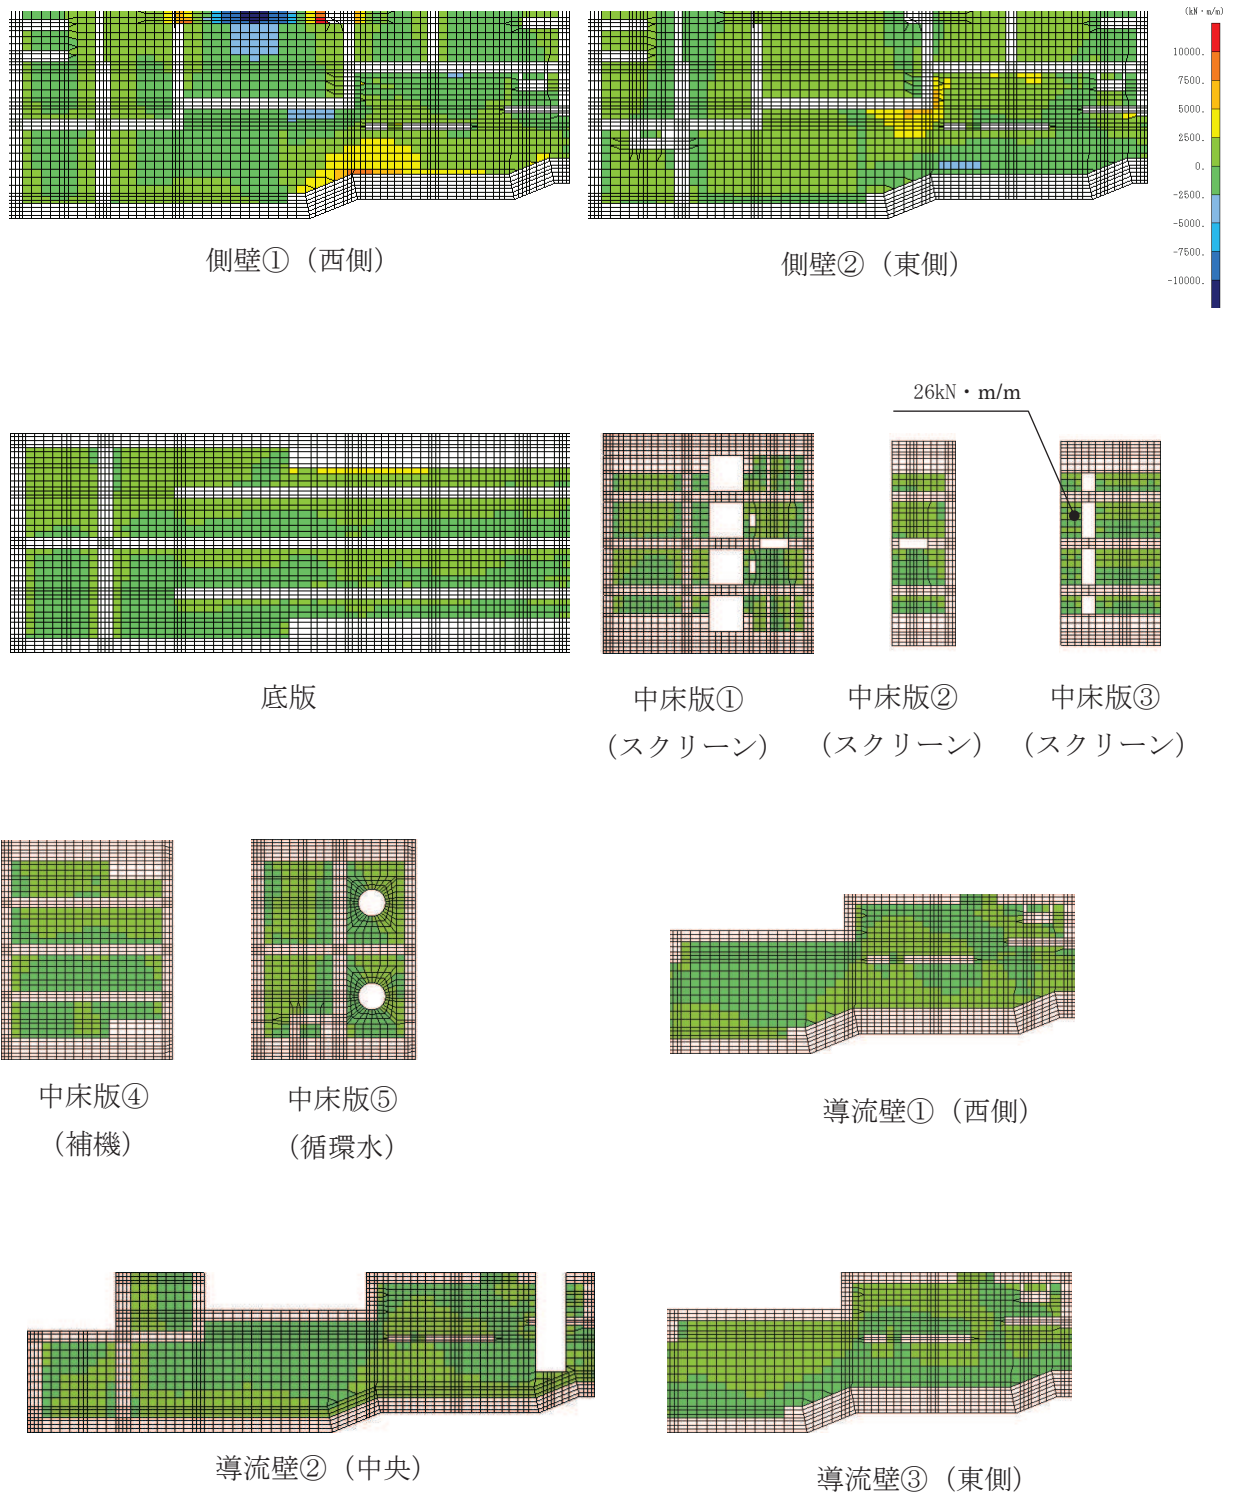 (kN・m/m)
10000.
7500.
5000.
2500.
0.
-2500.
-5000.
-7500.
-10000.
側壁①（西側）
側壁②（東側）
26kN・m/m
底版
中床版①
（スクリーン）
中床版②
（スクリーン）
中床版③
（スクリーン）
中床版④
（補機）
中床版⑤
（循環水）
導流壁①（西側）
導流壁②（中央）
導流壁③（東側）